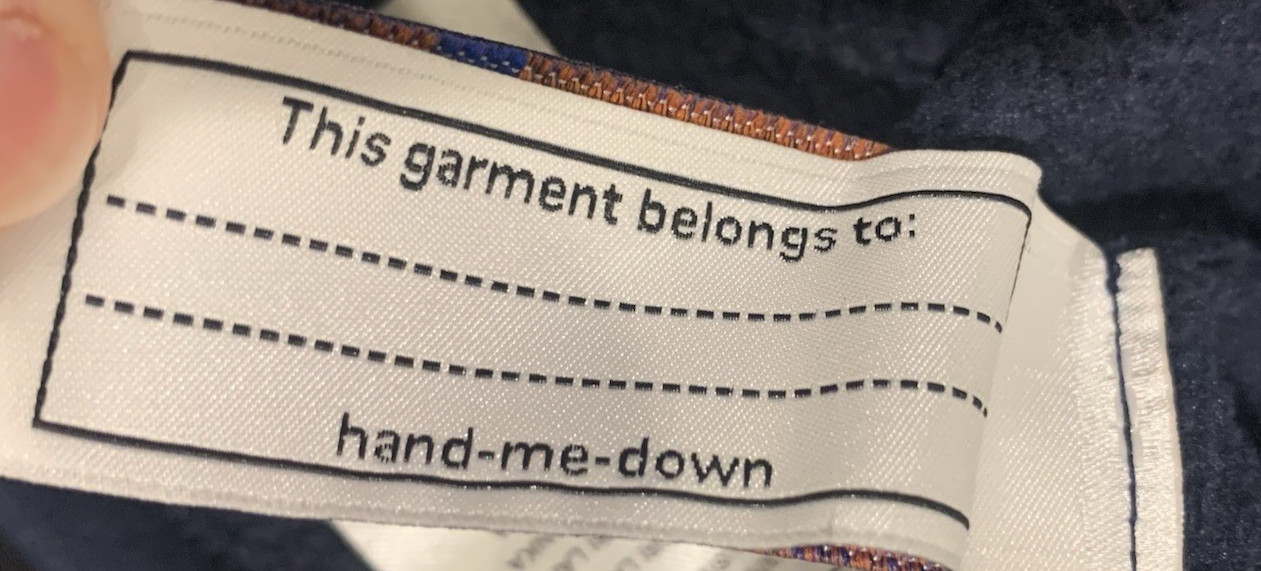 This garment belongs to:
hand-me-down